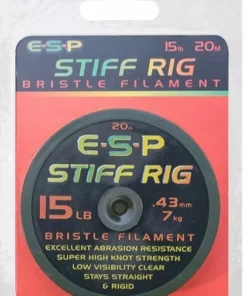 E-S-P 15lb 20M
STIFF RIG
BRISTLE FILAMENT
20m
E-S-P
STIFF RIG
15LB .43mm
7kg
BRISTLE FILAMENT
EXCELLENT ABRASION RESISTANCE
SUPER HIGH KNOT STRENGTH
LOW VISIBILITY CLEAR
STAYS STRAIGHT
& RIGID